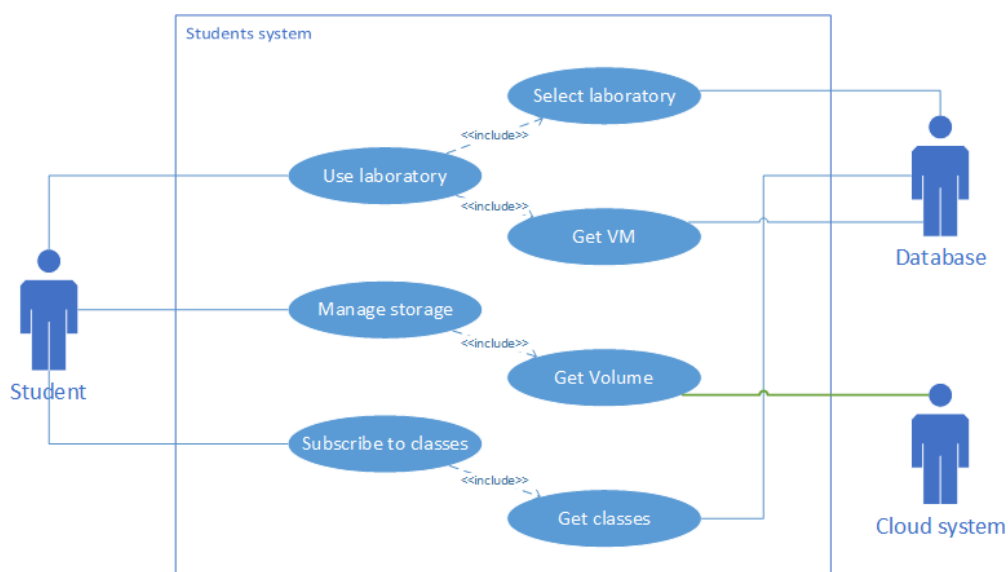 Students system
Select laboratory
<<include>>
Use laboratory
<<include>>
Get VM
Database
Manage storage
<<include>>
Get Volume
Student
Subscribe to classes
<<include>>
Get classes
Cloud system